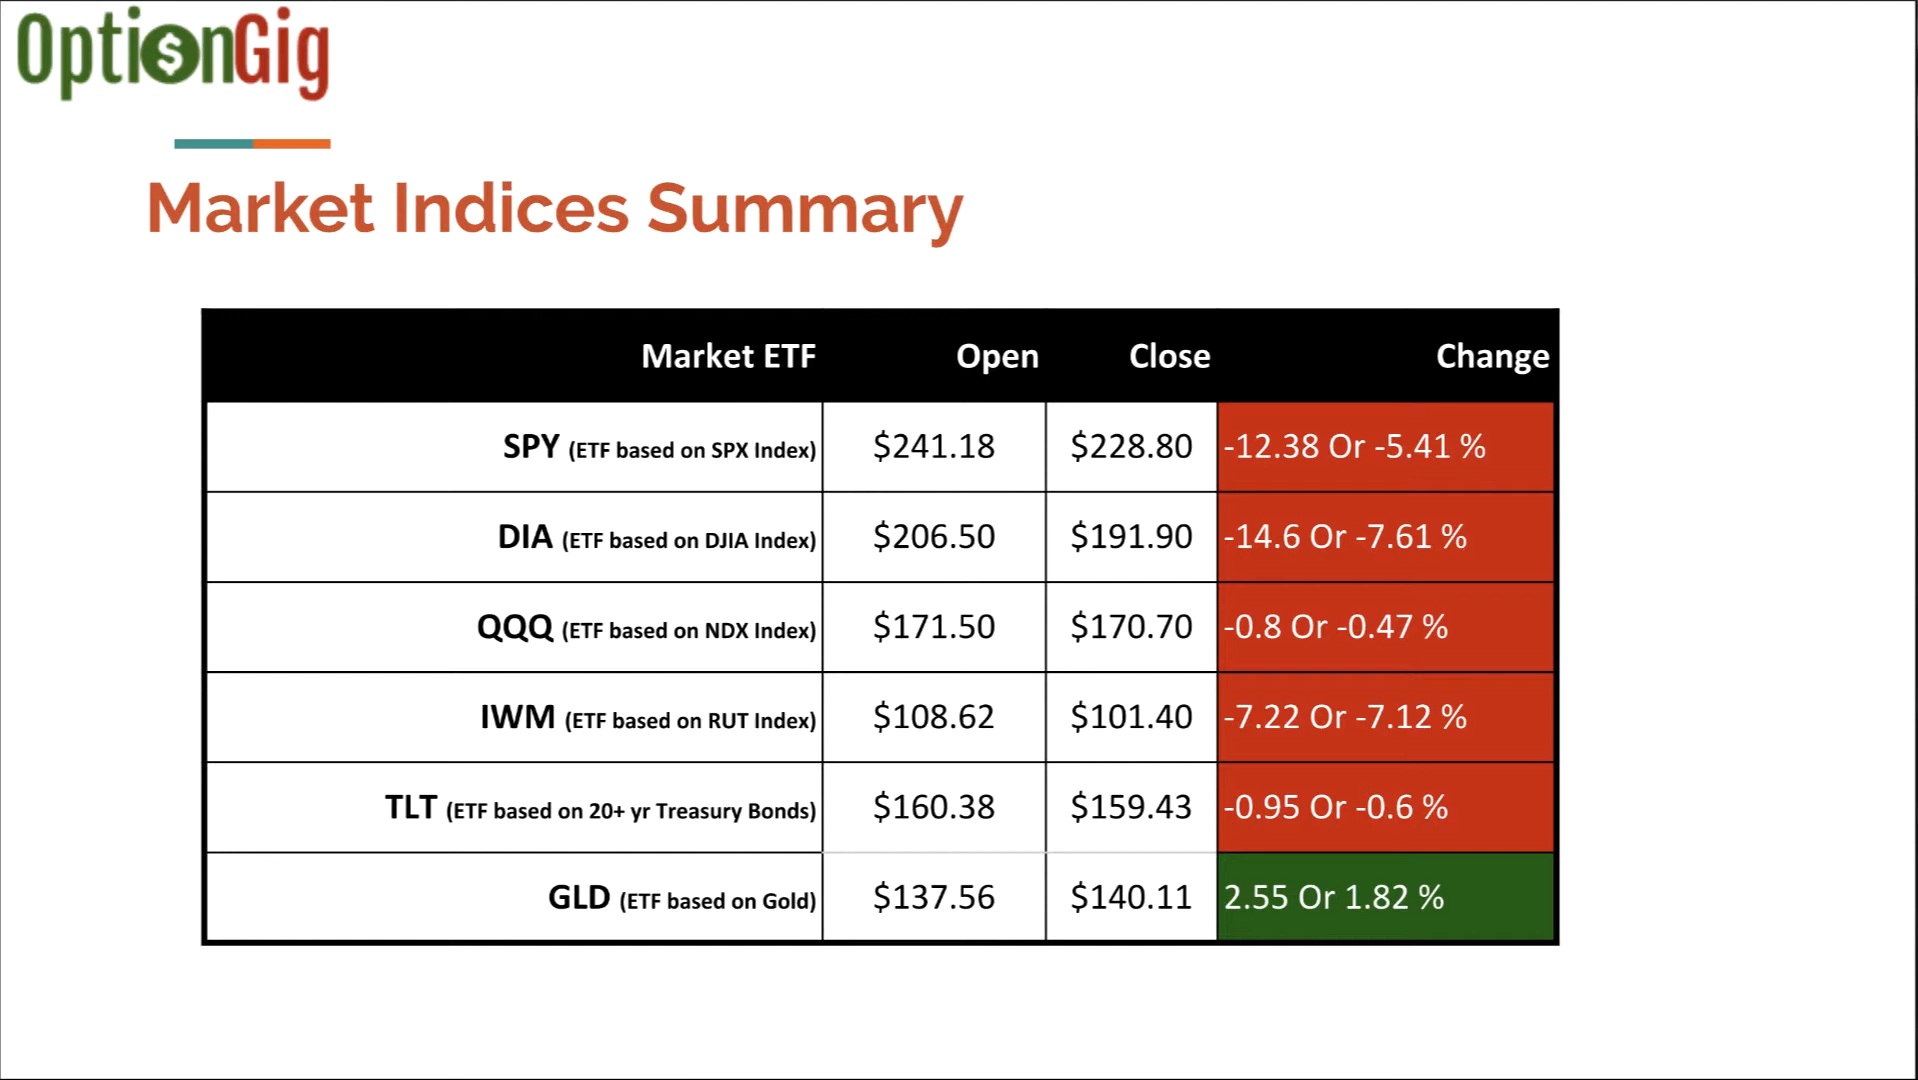 OptionGig
Market Indices Summary
Market ETF Open Close Change
SPY (ETF based on SPX Index) $241.18 $228.80 -12.38 Or -5.41 %
DIA (ETF based on DJIA Index) $206.50 $191.90 -14.6 Or -7.61 %
QQQ (ETF based on NDX Index) $171.50 $170.70 -0.8 Or -0.47 %
IWM (ETF based on RUT Index) $108.62 $101.40 -7.22 Or -7.12 %
TLT (ETF based on 20+ yr Treasury Bonds) $160.38 $159.43 -0.95 Or -0.6 %
GLD (ETF based on Gold) $137.56 $140.11 2.55 Or 1.82 %